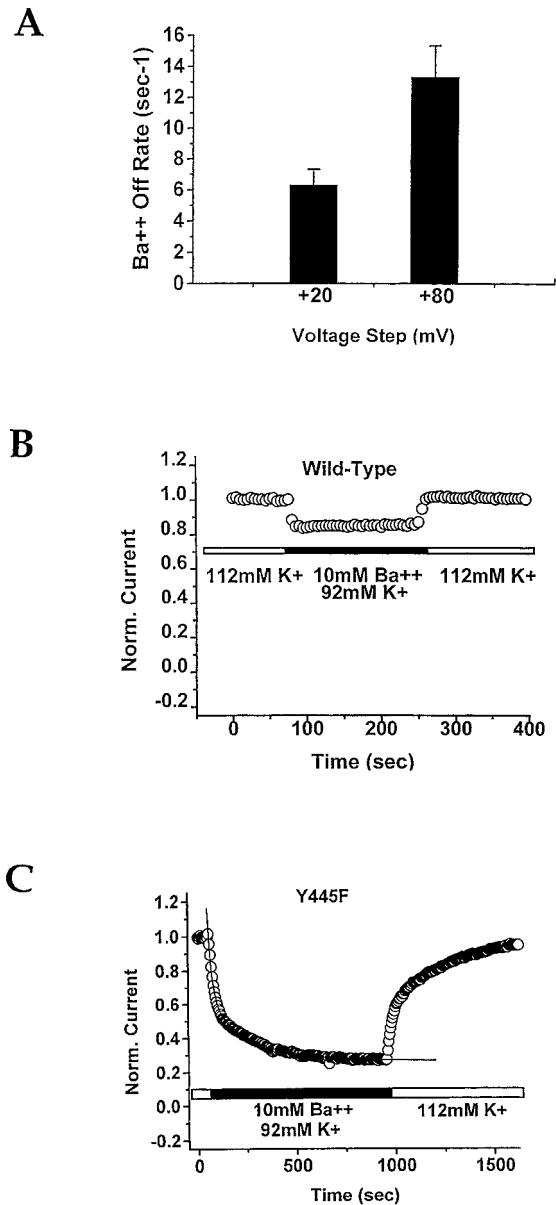 A
Ba++ Off Rate (sec-1)
16
14
12
10
8
6
4
2
0
+20
+80
Voltage Step (mV)
B
Norm. Current
1.2
1.0
0.8
0.6
0.4
0.2
0.0
-0.2
Wild-Type
112mM K+
10mM Ba++
92mM K+
112mM K+
0
100
200
300
400
Time (sec)
C
Norm. Current
1.2
1.0
0.8
0.6
0.4
0.2
0.0
-0.2
Y445F
10mM Ba++
92mM K+
112mM K+
0
500
1000
1500
Time (sec)